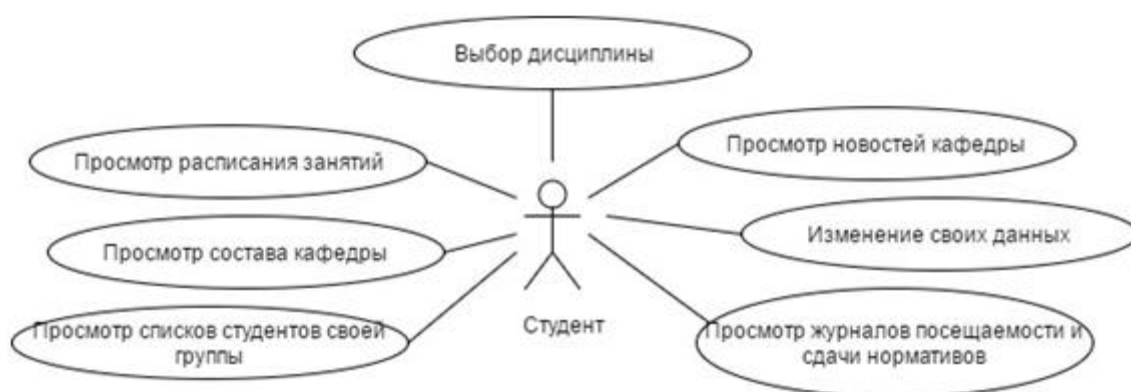 Выбор дисциплины
Просмотр расписания занятий
Просмотр новостей кафедры
Просмотр состава кафедры
Изменение своих данных
Просмотр списков студентов своей
группы
Студент
Просмотр журналов посещаемости и
сдачи нормативов